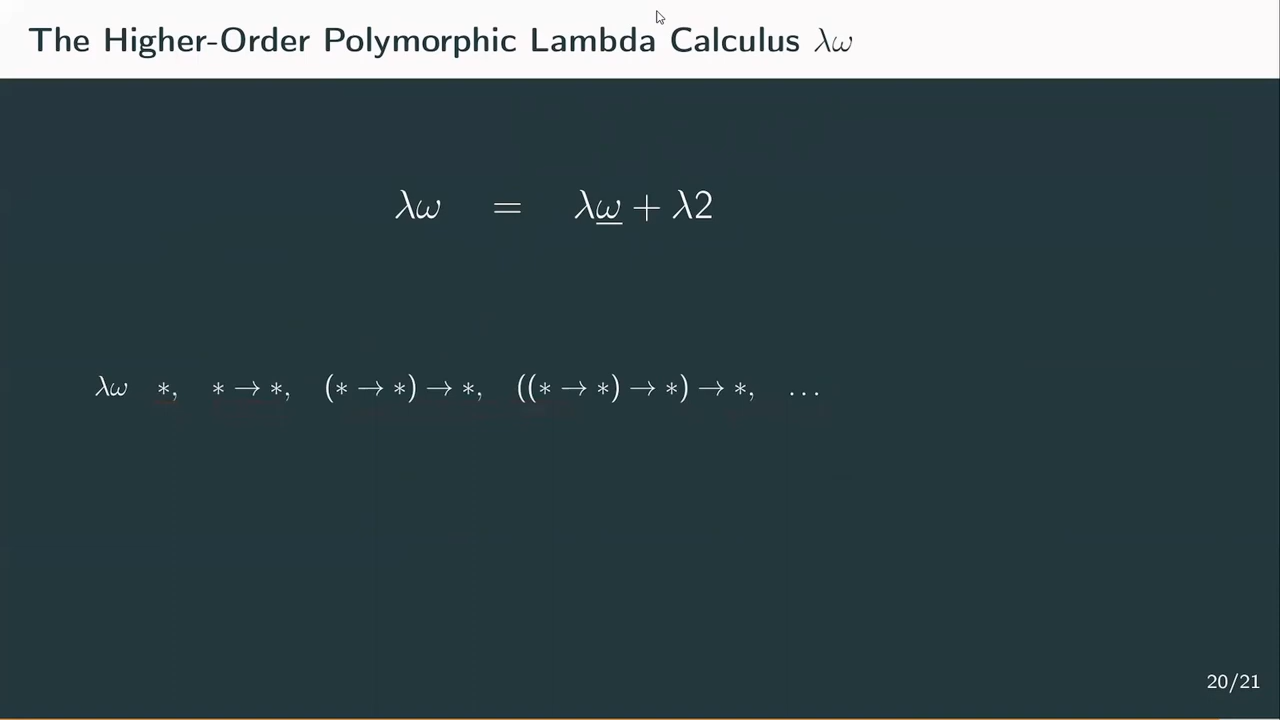 The Higher-Order Polymorphic Lambda Calculus λω
λω = λω̲ + λ2
λω *, * → *, (* → *) → *, ((* → *) → *) → *, …
20/21